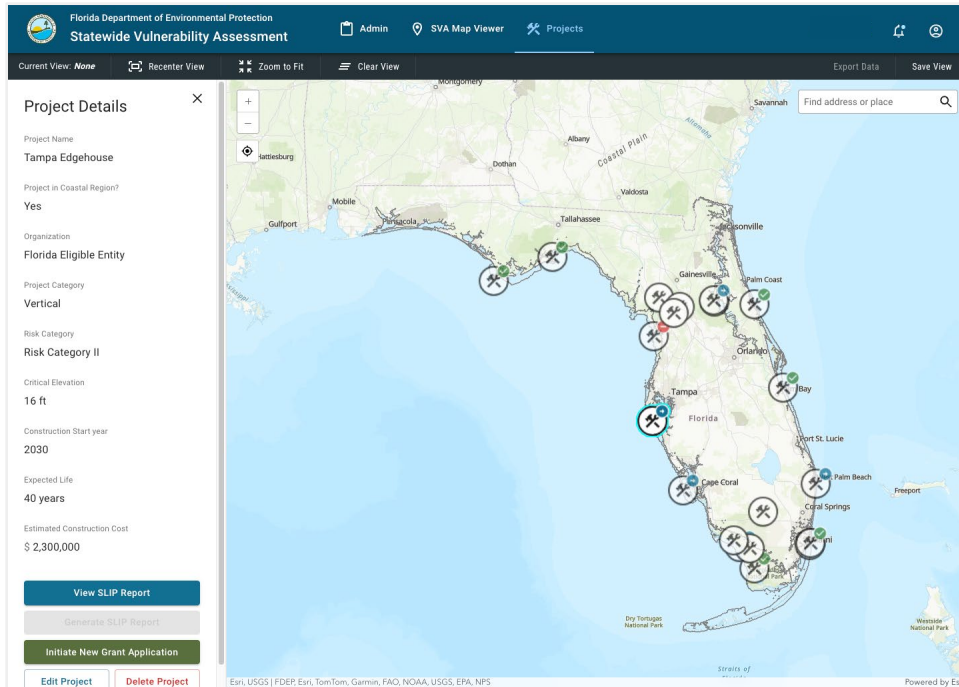 Florida Department of Environmental Protection
Statewide Vulnerability Assessment
Admin
SVA Map Viewer
Projects
Current View: None
Recenter View
Zoom to Fit
Clear View
Export Data
Save View
Project Details
Project Name
Tampa Edgehouse
Project in Coastal Region?
Yes
Organization
Florida Eligible Entity
Project Category
Vertical
Risk Category
Risk Category II
Critical Elevation
16 ft
Construction Start year
2030
Expected Life
40 years
Estimated Construction Cost
$ 2,300,000
View SLIP Report
Generate SLIP Report
Initiate New Grant Application
Edit Project
Delete Project
Find address or place
Montgomery
Savannah
Altamaha
Albany
Coastal Plain
Hattiesburg
Dothan
Valdosta
Mobile
Gulfport
Pensacola
Tallahassee
Jacksonville
Gainesville
Palm Coast
Orlando
Bay
Tampa
Florida
Port St. Lucie
Cape Coral
Palm Beach
Freeport
Coral Springs
Dry Tortugas
National Park
Westside
National Park
Straits of
Esri, USGS | FDEP, Esri, TomTom, Garmin, FAO, NOAA, USGS, EPA, NPS
Powered by Es